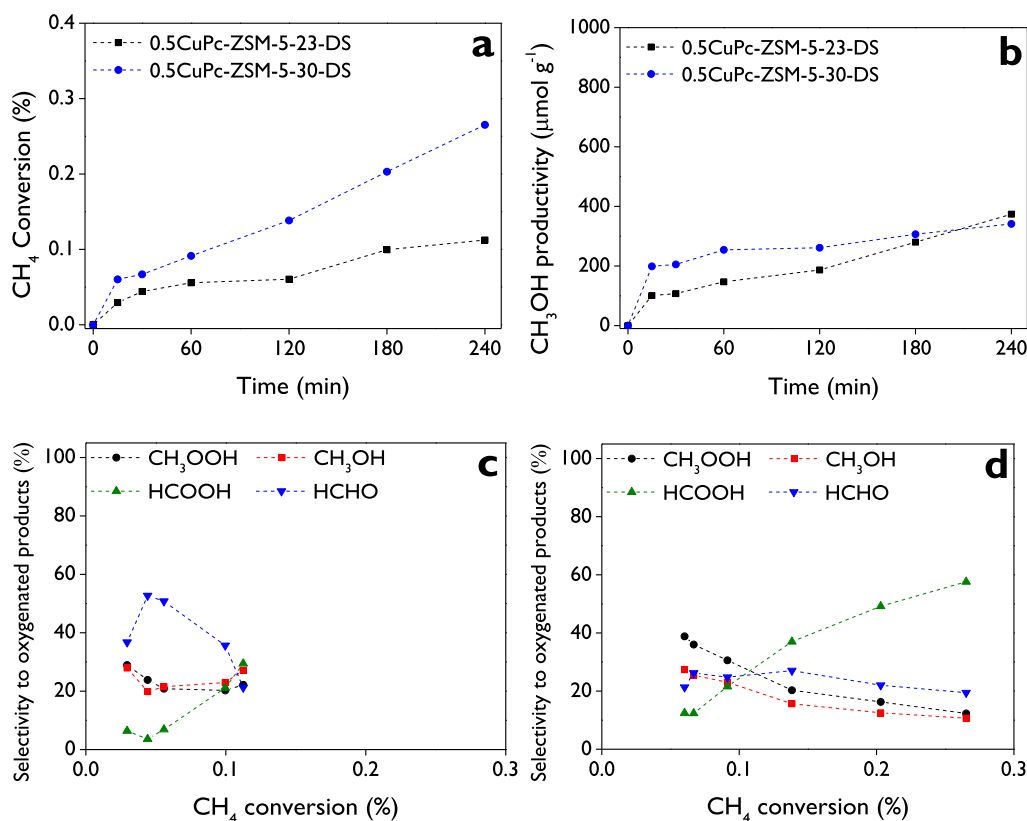 a
0.4
0.3
0.2
0.1
0.0
CH₄ Conversion (%)
0.5CuPc-ZSM-5-23-DS
0.5CuPc-ZSM-5-30-DS
0 60 120 180 240
Time (min)
b
1000
800
600
400
200
0
CH₃OH productivity (μmol g⁻¹)
0.5CuPc-ZSM-5-23-DS
0.5CuPc-ZSM-5-30-DS
0 60 120 180 240
Time (min)
c
100
80
60
40
20
0
Selectivity to oxygenated products (%)
CH₃OOH CH₃OH
HCOOH HCHO
0.0 0.1 0.2 0.3
CH₄ conversion (%)
d
100
80
60
40
20
0
Selectivity to oxygenated products (%)
CH₃OOH CH₃OH
HCOOH HCHO
0.0 0.1 0.2 0.3
CH₄ conversion (%)